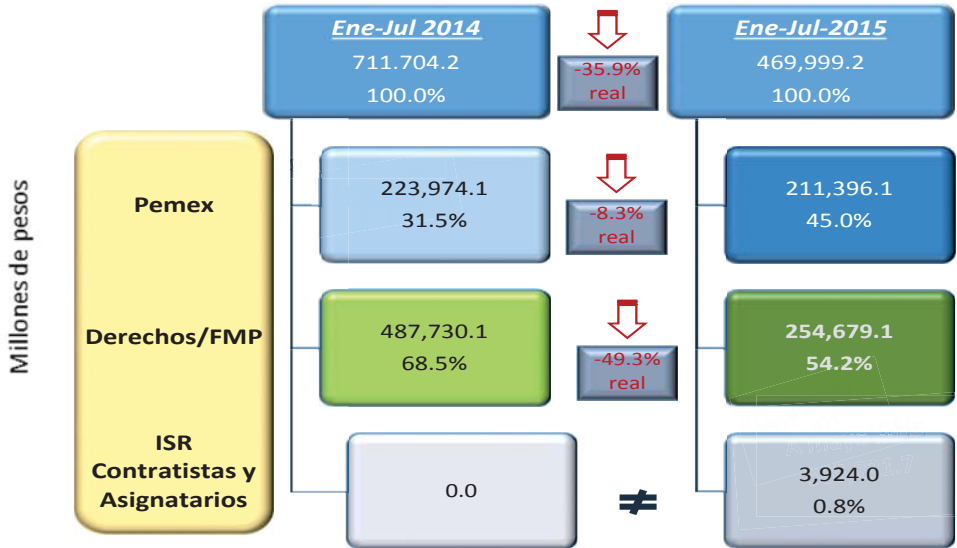 Ene-Jul 2014
711.704.2
100.0%
-35.9%
real
Ene-Jul-2015
469,999.2
100.0%
Millones de pesos
Pemex
223,974.1
31.5%
-8.3%
real
211,396.1
45.0%
Derechos/FMP
487,730.1
68.5%
-49.3%
real
254,679.1
54.2%
ISR
Contratistas y
Asignatarios
0.0
≠
3,924.0
0.8%